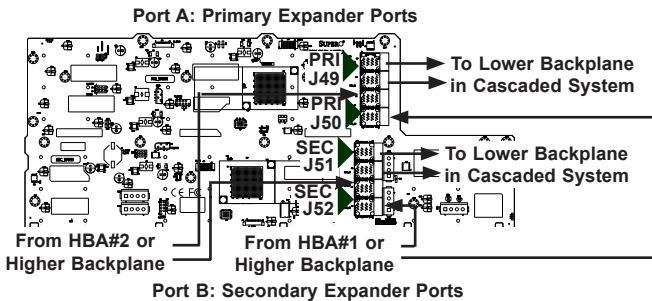 Port A: Primary Expander Ports
SUPER
PRI
J49
To Lower Backplane
in Cascaded System
PRI
J50
SEC
J51
To Lower Backplane
in Cascaded System
SEC
J52
From HBA#2 or
Higher Backplane
From HBA#1 or
Higher Backplane
Port B: Secondary Expander Ports